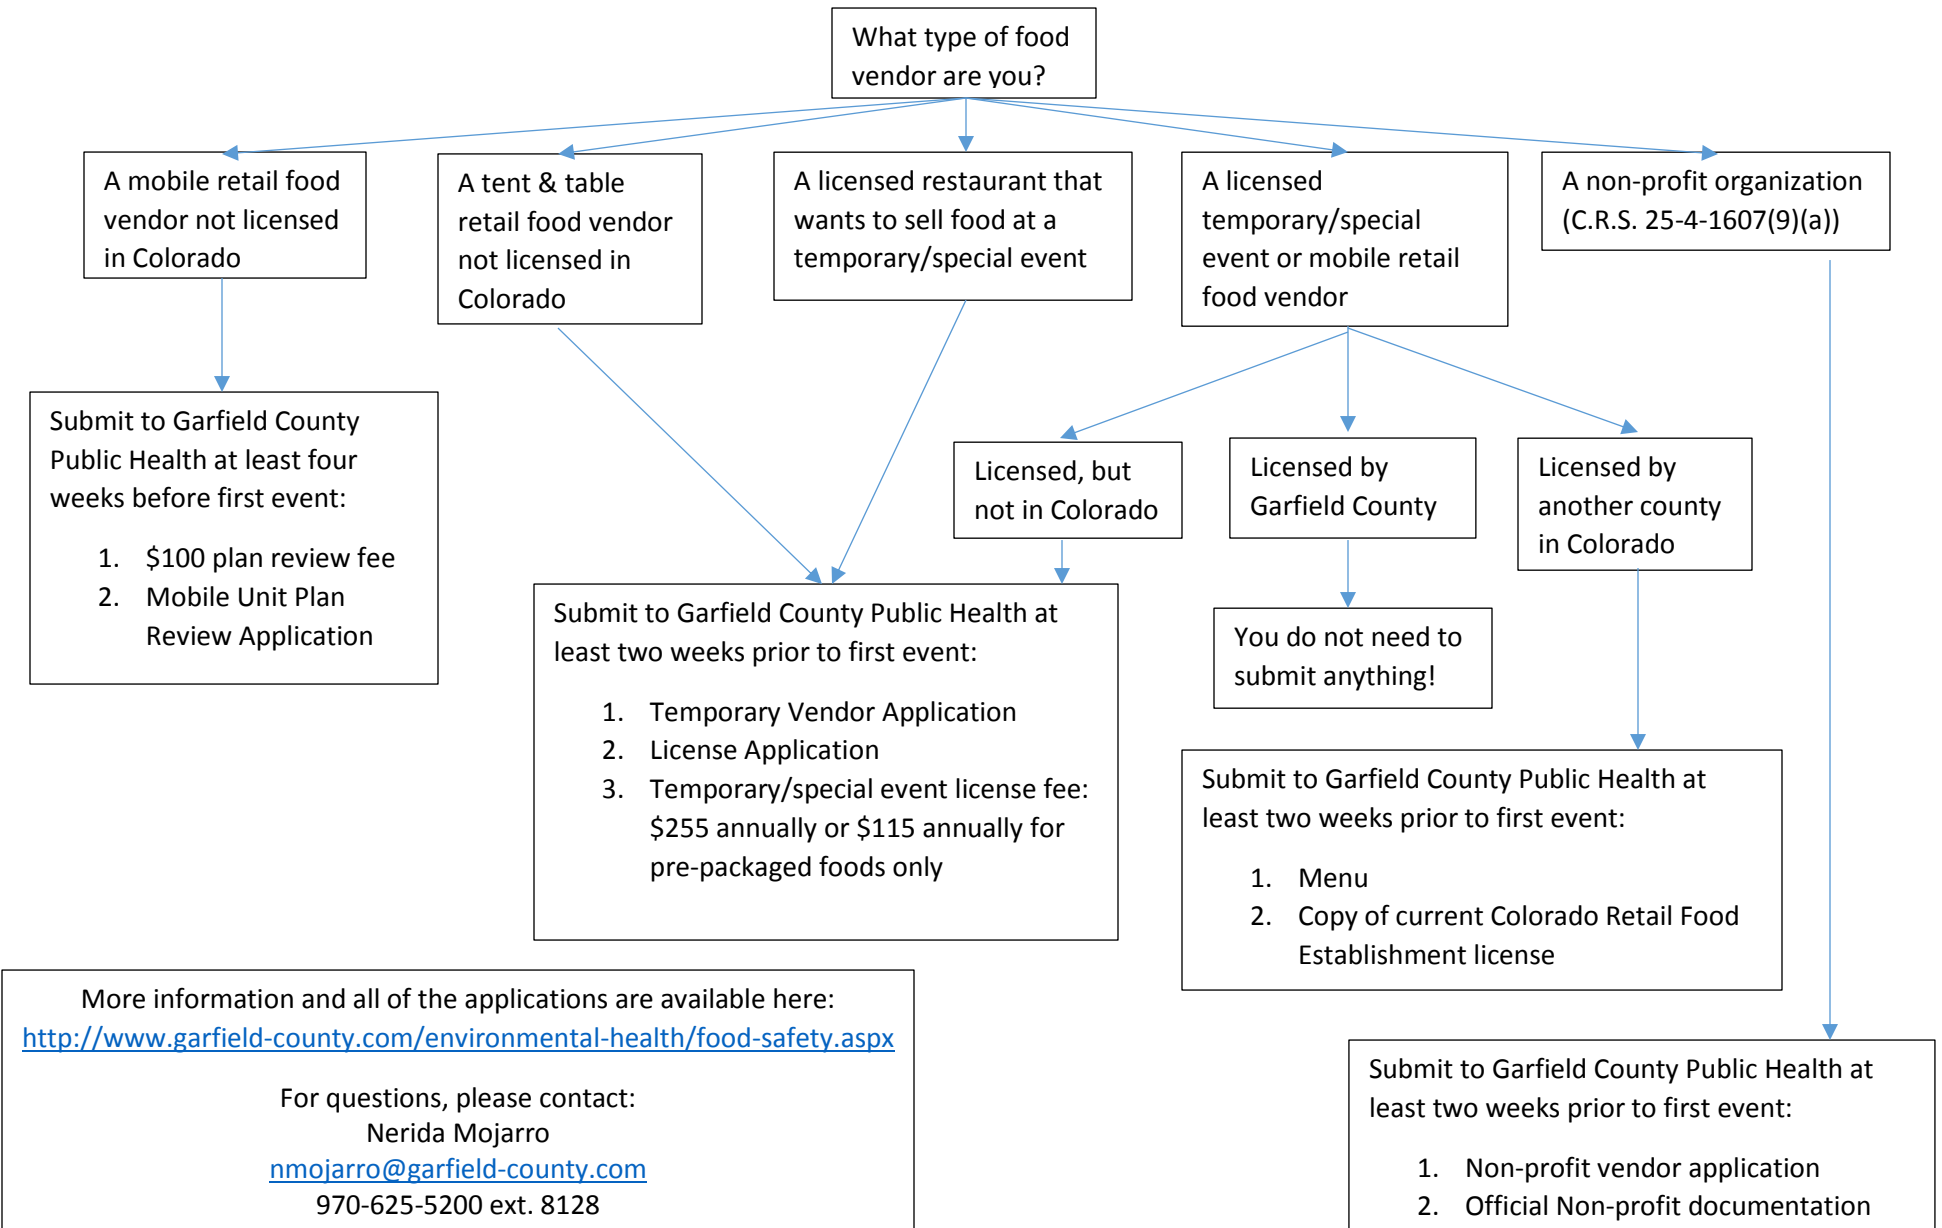 What type of food
vendor are you?
A mobile retail food
vendor not licensed
in Colorado
A tent & table
retail food vendor
not licensed in
Colorado
A licensed restaurant that
wants to sell food at a
temporary/special event
A licensed
temporary/special
event or mobile retail
food vendor
A non-profit organization
(C.R.S. 25-4-1607(9)(a))
Submit to Garfield County
Public Health at least four
weeks before first event:
1. $100 plan review fee
2. Mobile Unit Plan
Review Application
Licensed, but
not in Colorado
Licensed by
Garfield County
Licensed by
another county
in Colorado
Submit to Garfield County Public Health at
least two weeks prior to first event:
1. Temporary Vendor Application
2. License Application
3. Temporary/special event license fee:
$255 annually or $115 annually for
pre-packaged foods only
You do not need to
submit anything!
Submit to Garfield County Public Health at
least two weeks prior to first event:
1. Menu
2. Copy of current Colorado Retail Food
Establishment license
More information and all of the applications are available here:
http://www.garfield-county.com/environmental-health/food-safety.aspx
For questions, please contact:
Nerida Mojarro
nmojarro@garfield-county.com
970-625-5200 ext. 8128
Submit to Garfield County Public Health at
least two weeks prior to first event:
1. Non-profit vendor application
2. Official Non-profit documentation